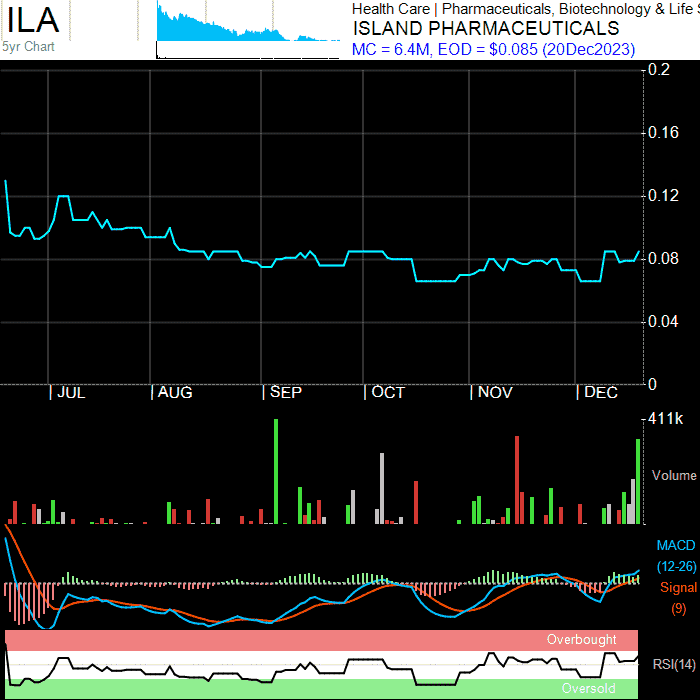 ILA
5yr Chart
Health Care | Pharmaceuticals, Biotechnology & Life S
ISLAND PHARMACEUTICALS
MC = 6.4M, EOD = $0.085 (20Dec2023)
0.2
0.16
0.12
0.08
0.04
0
| JUL | AUG | SEP | OCT | NOV | DEC
411k
Volume
MACD
(12-26)
Signal
(9)
Overbought
RSI(14)
Oversold